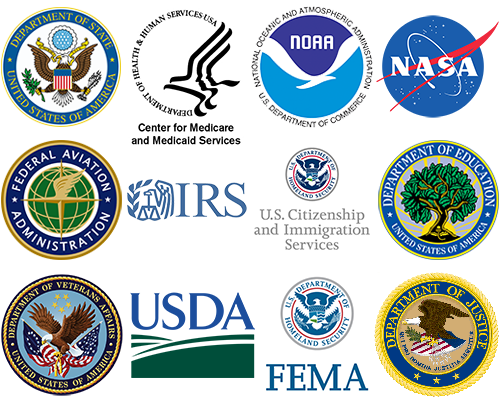 DEPARTMENT OF STATE
UNITED STATES OF AMERICA
DEPARTMENT OF HEALTH & HUMAN SERVICES USA
Center for Medicare
and Medicaid Services
NATIONAL OCEANIC AND ATMOSPHERIC ADMINISTRATION
NOAA
U.S. DEPARTMENT OF COMMERCE
NASA
FEDERAL AVIATION
ADMINISTRATION
IRS
U.S. DEPARTMENT OF
HOMELAND SECURITY
U.S. Citizenship
and Immigration
Services
DEPARTMENT OF EDUCATION
UNITED STATES OF AMERICA
DEPARTMENT OF VETERANS AFFAIRS
UNITED STATES OF AMERICA
USDA
U.S. DEPARTMENT OF
HOMELAND SECURITY
FEMA
DEPARTMENT OF JUSTICE